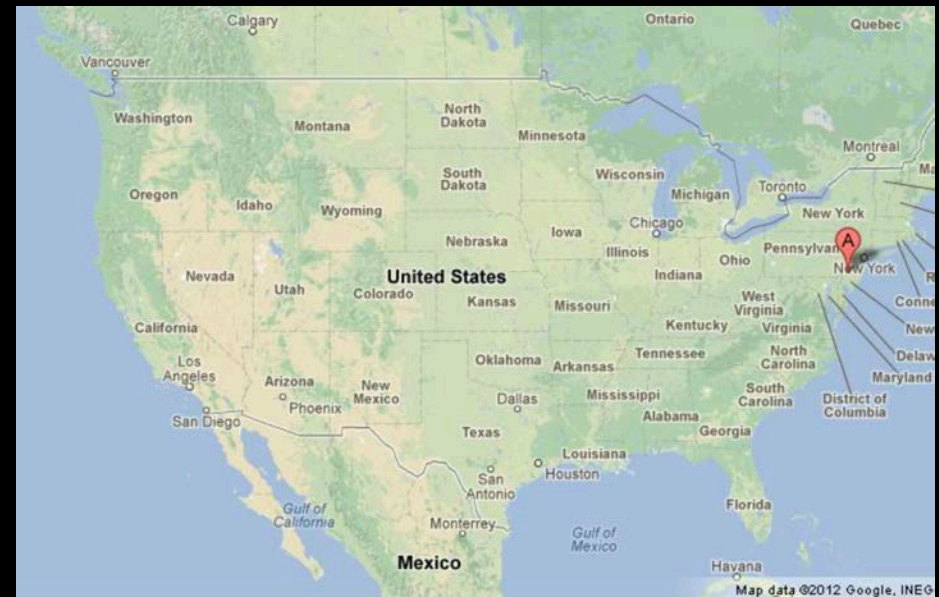 Calgary
Ontario
Quebec
Vancouver
Washington
Montana
North
Dakota
Minnesota
Montreal
Ma
Oregon
Idaho
Wyoming
South
Dakota
Wisconsin
Michigan
Toronto
New York
Chicago
Iowa
Nebraska
Illinois
Indiana
Ohio
Pennsylvan
A
New York
Nevada
Utah
Colorado
United States
Kansas
Missouri
West
Virginia
Kentucky
Virginia
R
Conne
New
Delaw
Maryland
District of
Columbia
California
Los
Angeles
San Diego
Arizona
Phoenix
New
Mexico
Oklahoma
Arkansas
Tennessee
North
Carolina
South
Carolina
Dallas
Mississippi
Alabama
Georgia
Texas
Louisiana
Houston
San
Antonio
Florida
Gulf of
California
Monterrey
Gulf of
Mexico
Mexico
Havana
Map data ©2012 Google, INEG